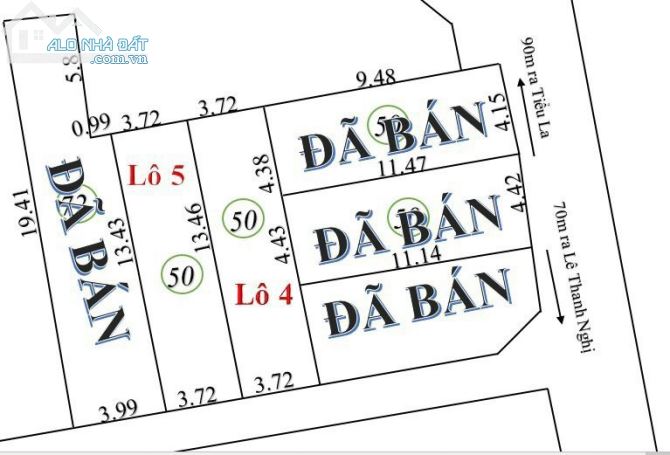 ALO NHÀ ĐẤT
.com.vn
5.8
9.48
90m ra Tiểu La
0.99
3.72
3.72
ĐÃ BÁN
4.15
11.47
Lô 5
4.38
19.41
72
ĐÃ BÁN
13.43
13.46
50
4.43
ĐÃ BÁN
4.42
70m ra Lê Thanh Nghị
11.14
50
Lô 4
ĐÃ BÁN
3.99
3.72
3.72